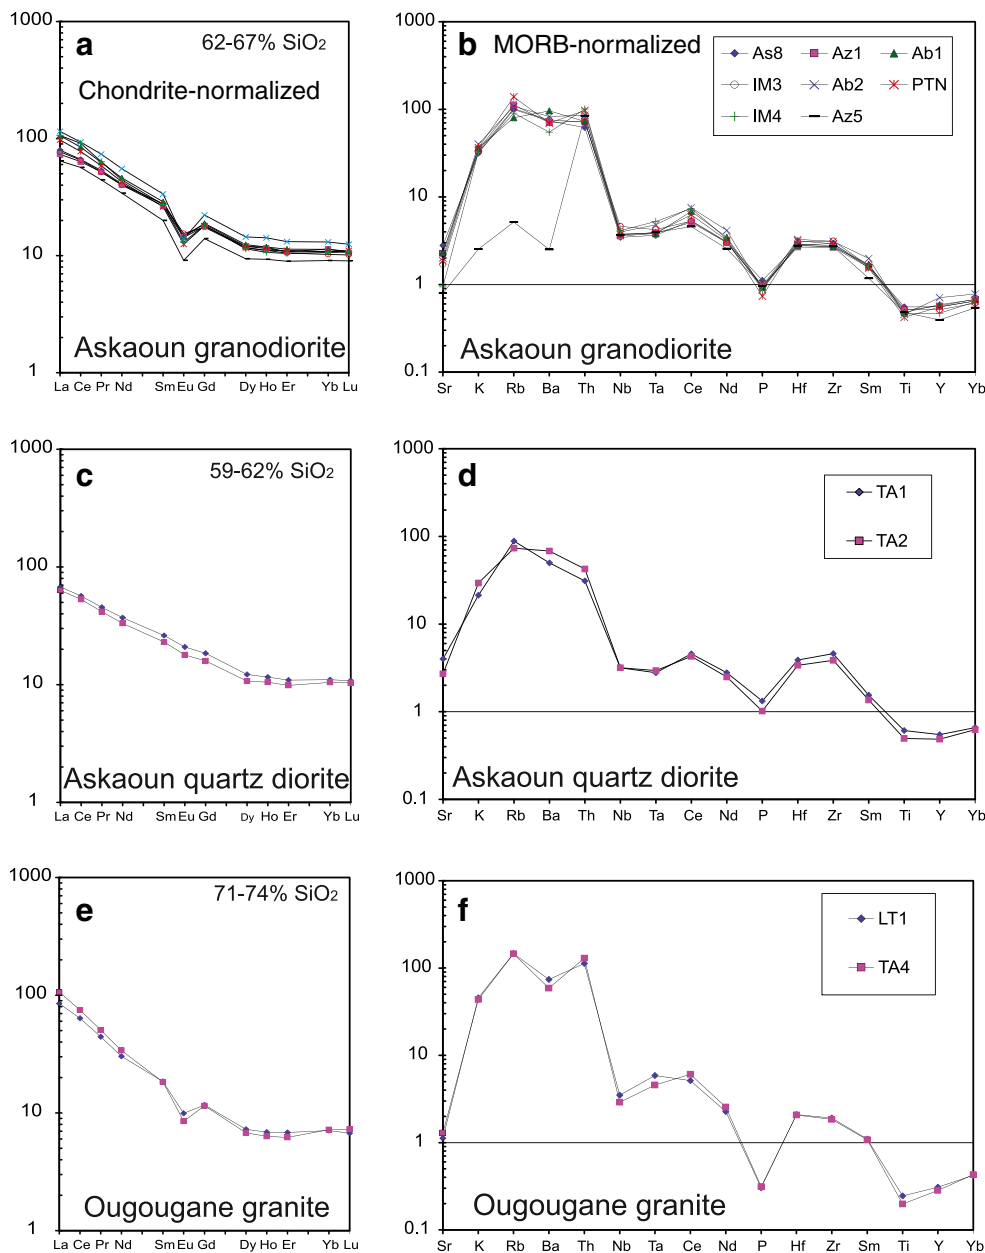 a
62-67% SiO2
Chondrite-normalized
1000
100
10
1
Askaoun granodiorite
La Ce Pr Nd Sm Eu Gd Dy Ho Er Yb Lu
b
MORB-normalized
As8 Az1 Ab1
IM3 Ab2 PTN
IM4 Az5
1000
100
10
1
0.1
Askaoun granodiorite
Sr K Rb Ba Th Nb Ta Ce Nd P Hf Zr Sm Ti Y Yb
c
59-62% SiO2
1000
100
10
1
Askaoun quartz diorite
La Ce Pr Nd Sm Eu Gd Dy Ho Er Yb Lu
d
TA1
TA2
1000
100
10
1
0.1
Askaoun quartz diorite
Sr K Rb Ba Th Nb Ta Ce Nd P Hf Zr Sm Ti Y Yb
e
71-74% SiO2
1000
100
10
1
Ougougane granite
La Ce Pr Nd Sm Eu Gd Dy Ho Er Yb Lu
f
LT1
TA4
1000
100
10
1
0.1
Ougougane granite
Sr K Rb Ba Th Nb Ta Ce Nd P Hf Zr Sm Ti Y Yb